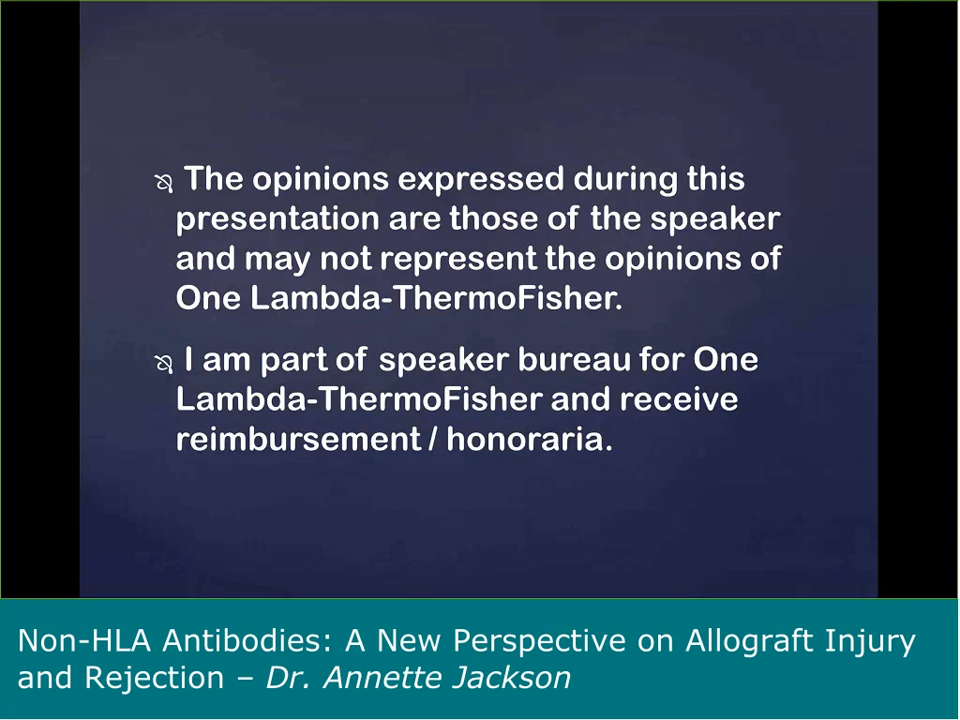 The opinions expressed during this
presentation are those of the speaker
and may not represent the opinions of
One Lambda-ThermoFisher.
I am part of speaker bureau for One
Lambda-ThermoFisher and receive
reimbursement / honoraria.
Non-HLA Antibodies: A New Perspective on Allograft Injury
and Rejection – Dr. Annette Jackson